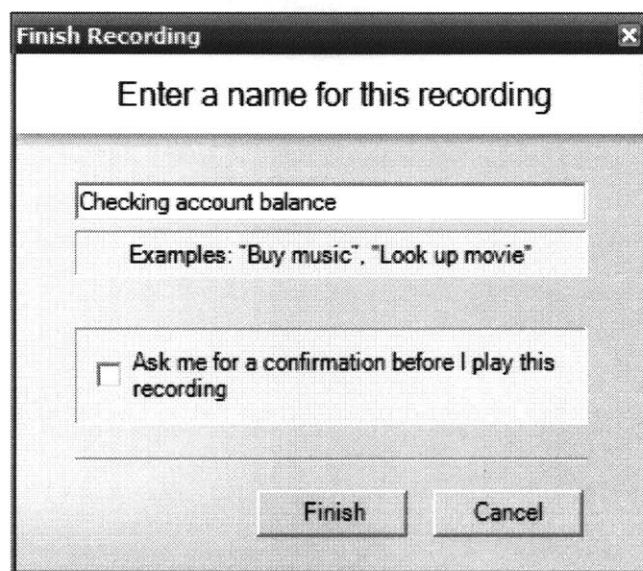 Finish Recording
Enter a name for this recording
Checking account balance
Examples: "Buy music", "Look up movie"
Ask me for a confirmation before I play this
recording
Finish
Cancel